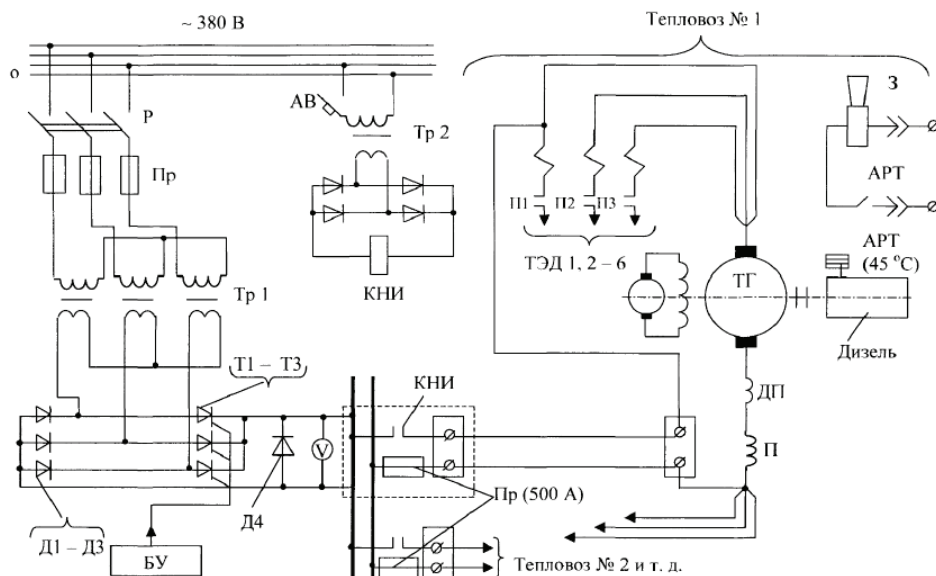 ~ 380 В
Тепловоз № 1
о
АВ
Р
Тр 2
З
Пр
П1 П2 П3
АРТ
ТЭД 1, 2 – 6
АРТ
(45 °С)
ТГ
КНИ
Тр 1
Дизель
Т1 – Т3
КНИ
ДП
V
П
Пр (500 А)
Д4
Д1 – Д3
БУ
Тепловоз № 2 и т. д.